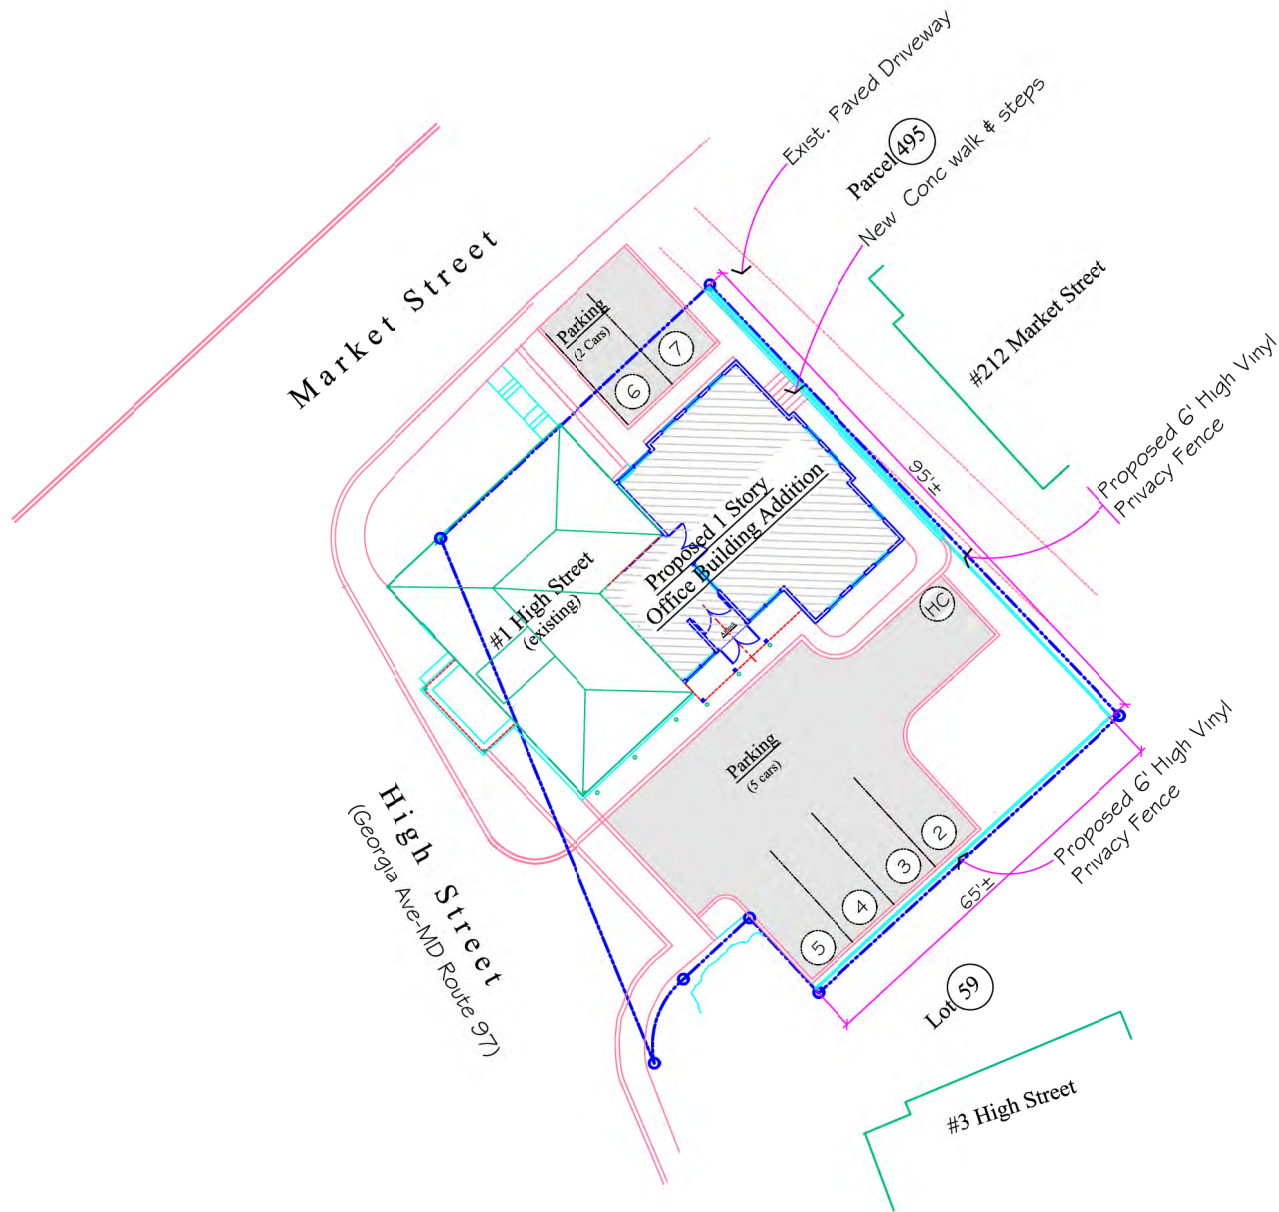 Exist. Paved Driveway
Parcel 495
New Conc walk & steps
Market Street
#212 Market Street
Parking
(2 Cars)
7
6
Proposed 6' High Vinyl
Privacy Fence
95'±
Proposed 1 Story
Office Building Addition
#1 High Street
(existing)
HC
Parking
(5 cars)
2
3
4
5
Proposed 6' High Vinyl
Privacy Fence
65'±
High Street
(Georgia Ave-MD Route 97)
Lot 59
#3 High Street